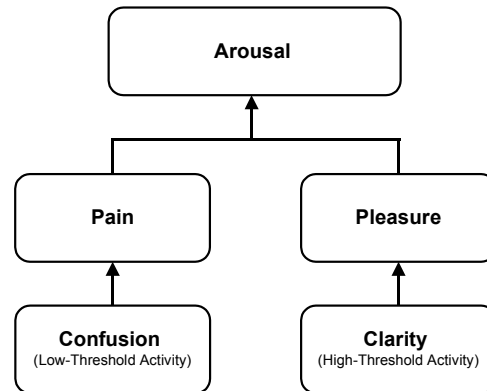 Arousal
Pain
Pleasure
Confusion
(Low-Threshold Activity)
Clarity
(High-Threshold Activity)